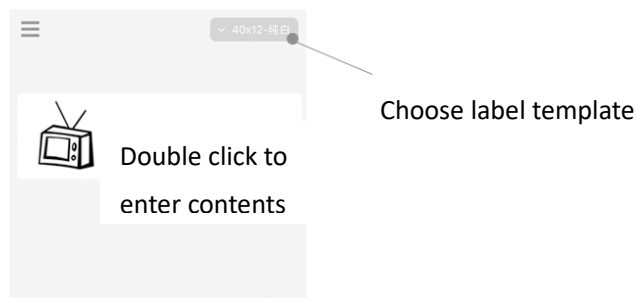 40x12-纯白
Choose label template
Double click to
enter contents